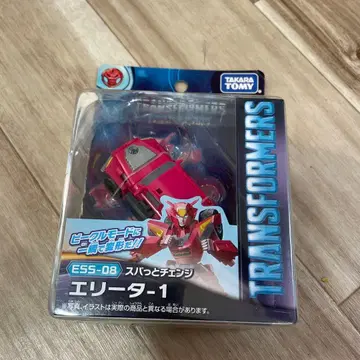 TAKARA
TOMY
TRANSFORMERS
TRANSFORMERS
ビークルモードに
一瞬で変形だ!!
ESS-08 スパっとチェンジ
エリータ-1
※写真、イラストは実際の商品と異なる場合があります。